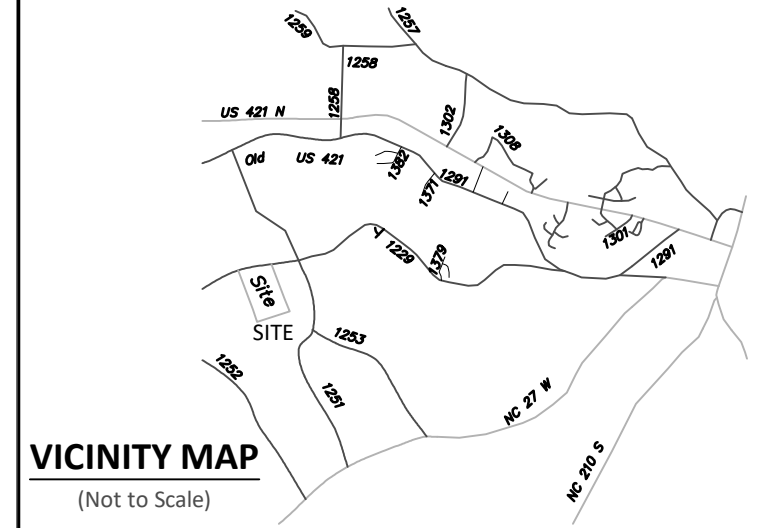 1259
1257
1258
1258
US 421 N
1302
1308
Old US 421
1382
1291
1371
1301
1229
1379
1291
Site
SITE
1253
1252
1251
NC 27 W
VICINITY MAP
(Not to Scale)
NC 210 S